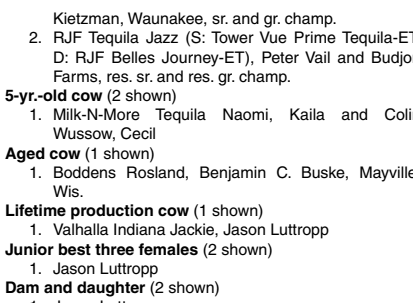 Kietzman, Waunakee, sr. and gr. champ.
2. RJF Tequila Jazz (S: Tower Vue Prime Tequila-ET
D: RJF Belles Journey-ET), Peter Vail and Budjon
Farms, res. sr. and res. gr. champ.
5-yr.-old cow (2 shown)
1. Milk-N-More Tequila Naomi, Kaila and Colin
Wussow, Cecil
Aged cow (1 shown)
1. Boddens Rosland, Benjamin C. Buske, Mayville
Wis.
Lifetime production cow (1 shown)
1. Valhalla Indiana Jackie, Jason Luttropp
Junior best three females (2 shown)
1. Jason Luttropp
Dam and daughter (2 shown)